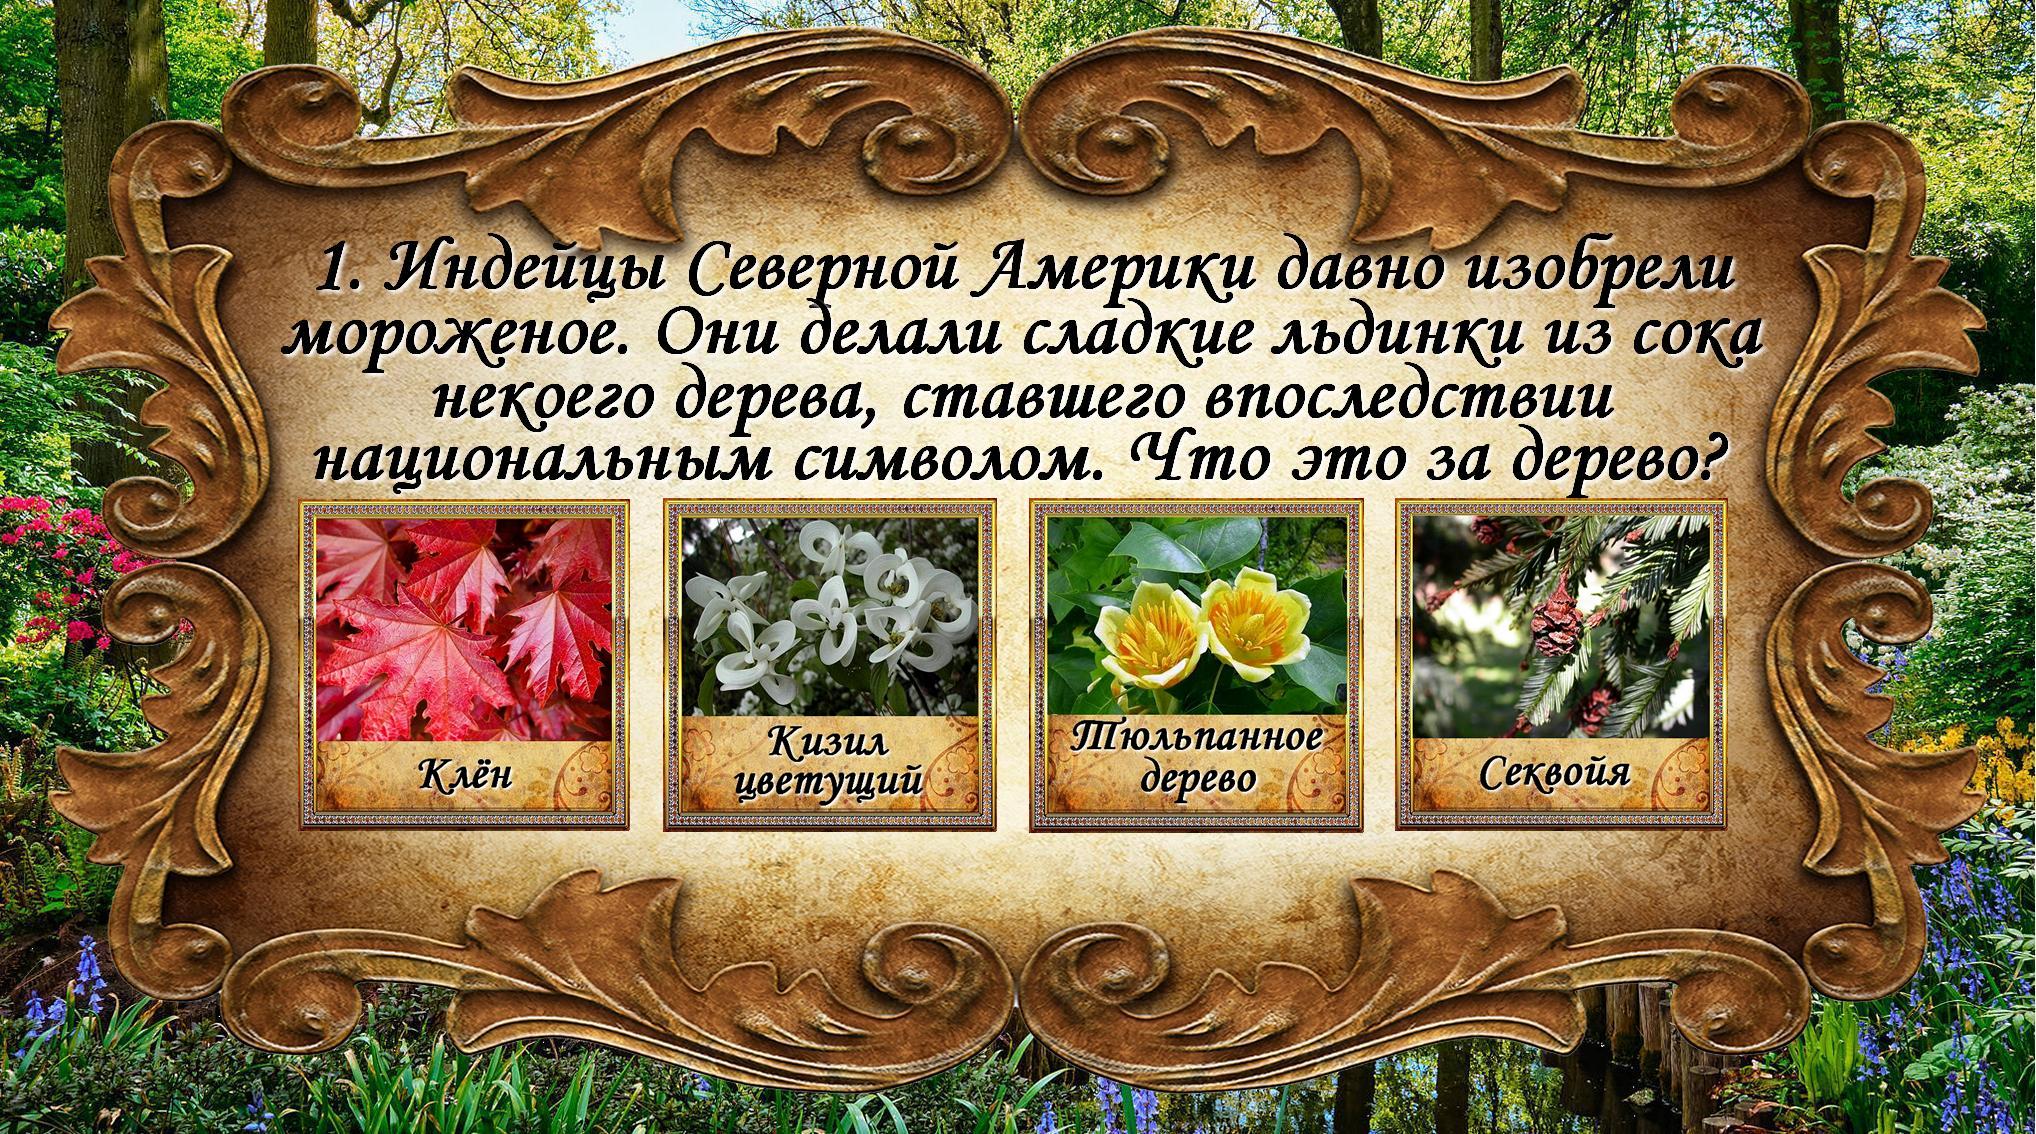 1. Индейцы Северной Америки давно изобрели
мороженое. Они делали сладкие льдинки из сока
некоего дерева, ставшего впоследствии
национальным символом. Что это за дерево?
Клён
Кизил
цветущий
Тюльпанное
дерево
Секвойя